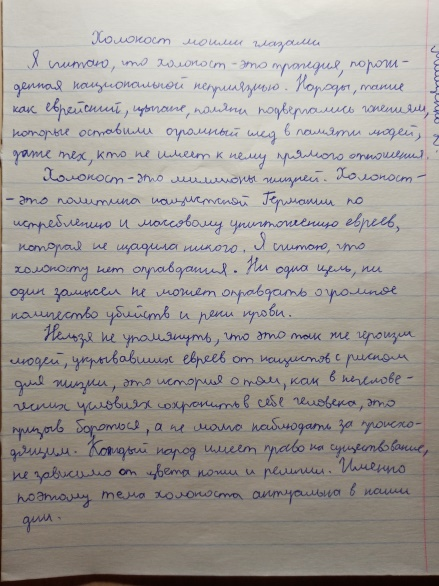 Холокост моими глазами
Я считаю, что холокост - это трагедия, порож-
денная национальной неприязнью. Народы, такие
как еврейский, цыгане, поляки подвергались гонениям,
которые оставили огромный след в памяти людей,
даже тех, кто не имеет к нему прямого отношения.
Холокост - это миллионы жизней. Холокост -
- это политика нацистской Германии по
истреблению и массовому уничтожению евреев,
которая не щадила никого. Я считаю, что
холокосту нет оправдания. Ни одна цель, ни
один замысел не может оправдать огромное
количество убийств и реки крови.
Нельзя не упомянуть, что это так же героизм
людей, укрывавших евреев от нацистов с риском
для жизни, это история о том, как в нечелове-
ческих условиях сохранить в себе человека, это
призыв бороться, а не молча наблюдать за происхо-
дящим. Каждый народ имеет право на существование,
не зависимо от цвета кожи и религии. Именно
поэтому тема холокоста актуальна в наши
дни.